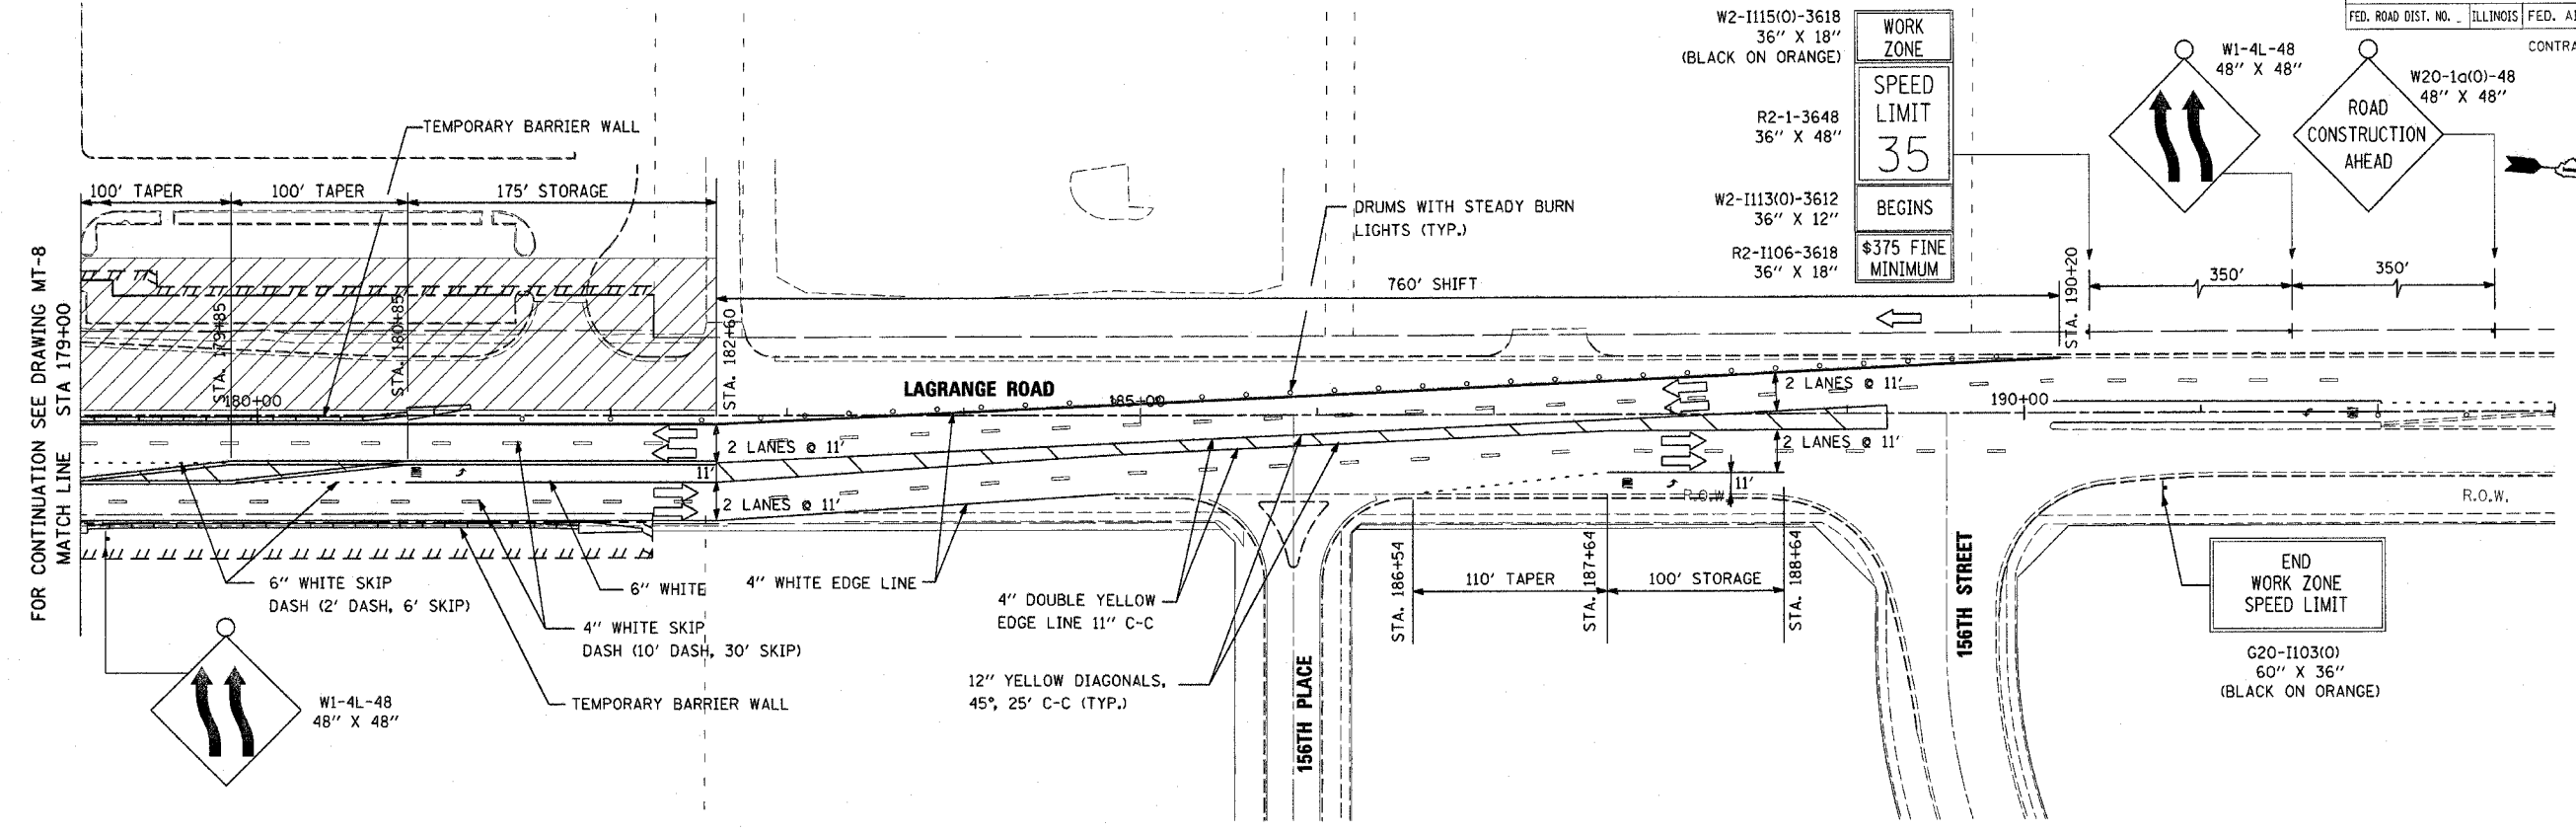 FED. ROAD DIST. NO. _ ILLINOIS FED. AI
CONTRA
W2-I115(O)-3618
36" X 18"
(BLACK ON ORANGE)
WORK
ZONE
R2-1-3648
36" X 48"
SPEED
LIMIT
35
W2-I113(O)-3612
36" X 12"
BEGINS
R2-I106-3618
36" X 18"
$375 FINE
MINIMUM
W1-4L-48
48" X 48"
W20-1a(O)-48
48" X 48"
ROAD
CONSTRUCTION
AHEAD
TEMPORARY BARRIER WALL
100' TAPER
100' TAPER
175' STORAGE
DRUMS WITH STEADY BURN
LIGHTS (TYP.)
760' SHIFT
350'
350'
FOR CONTINUATION SEE DRAWING MT-8
MATCH LINE STA 179+00
STA. 179+85
STA. 180+85
STA. 182+60
STA. 190+20
180+00
LAGRANGE ROAD
185+00
190+00
2 LANES @ 11'
2 LANES @ 11'
2 LANES @ 11'
11'
2 LANES @ 11'
11'
R.O.W.
R.O.W.
6" WHITE SKIP
DASH (2' DASH, 6' SKIP)
6" WHITE
4" WHITE EDGE LINE
4" WHITE SKIP
DASH (10' DASH, 30' SKIP)
4" DOUBLE YELLOW
EDGE LINE 11" C-C
12" YELLOW DIAGONALS,
45°, 25' C-C (TYP.)
TEMPORARY BARRIER WALL
W1-4L-48
48" X 48"
156TH PLACE
STA. 186+54
110' TAPER
STA. 187+64
100' STORAGE
STA. 188+64
156TH STREET
END
WORK ZONE
SPEED LIMIT
G20-I103(O)
60" X 36"
(BLACK ON ORANGE)